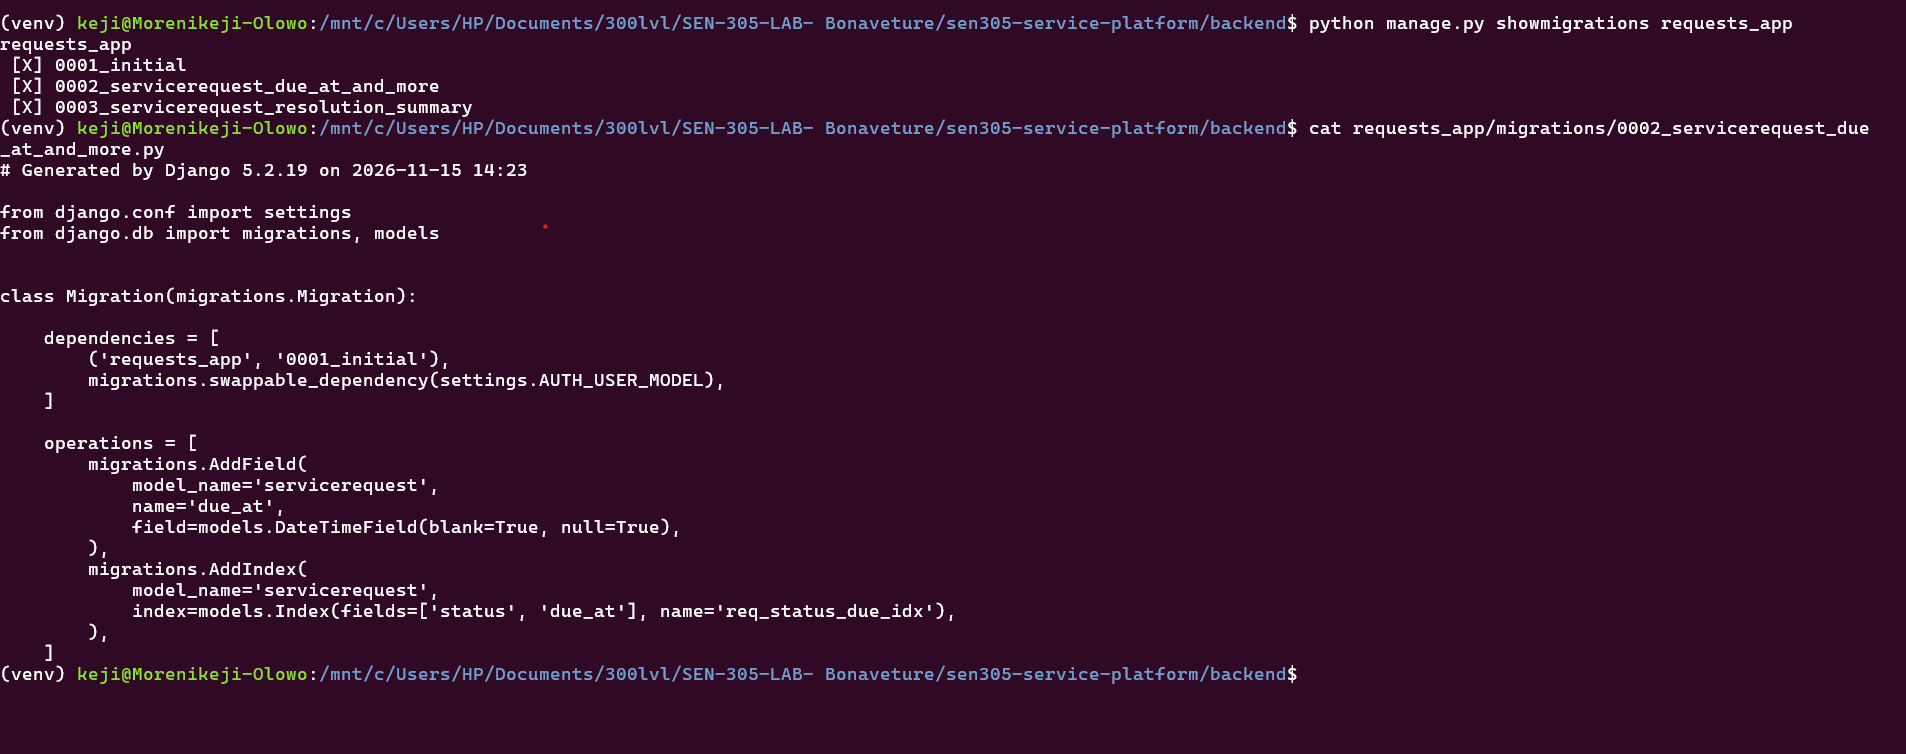 (venv) keji@Morenikeji-Olowo:/mnt/c/Users/HP/Documents/300lvl/SEN-305-LAB- Bonaveture/sen305-service-platform/backend$ python manage.py showmigrations requests_app
requests_app
 [X] 0001_initial
 [X] 0002_servicerequest_due_at_and_more
 [X] 0003_servicerequest_resolution_summary
(venv) keji@Morenikeji-Olowo:/mnt/c/Users/HP/Documents/300lvl/SEN-305-LAB- Bonaveture/sen305-service-platform/backend$ cat requests_app/migrations/0002_servicerequest_due
_at_and_more.py
# Generated by Django 5.2.19 on 2026-11-15 14:23

from django.conf import settings
from django.db import migrations, models


class Migration(migrations.Migration):

    dependencies = [
        ('requests_app', '0001_initial'),
        migrations.swappable_dependency(settings.AUTH_USER_MODEL),
    ]

    operations = [
        migrations.AddField(
            model_name='servicerequest',
            name='due_at',
            field=models.DateTimeField(blank=True, null=True),
        ),
        migrations.AddIndex(
            model_name='servicerequest',
            index=models.Index(fields=['status', 'due_at'], name='req_status_due_idx'),
        ),
    ]
(venv) keji@Morenikeji-Olowo:/mnt/c/Users/HP/Documents/300lvl/SEN-305-LAB- Bonaveture/sen305-service-platform/backend$